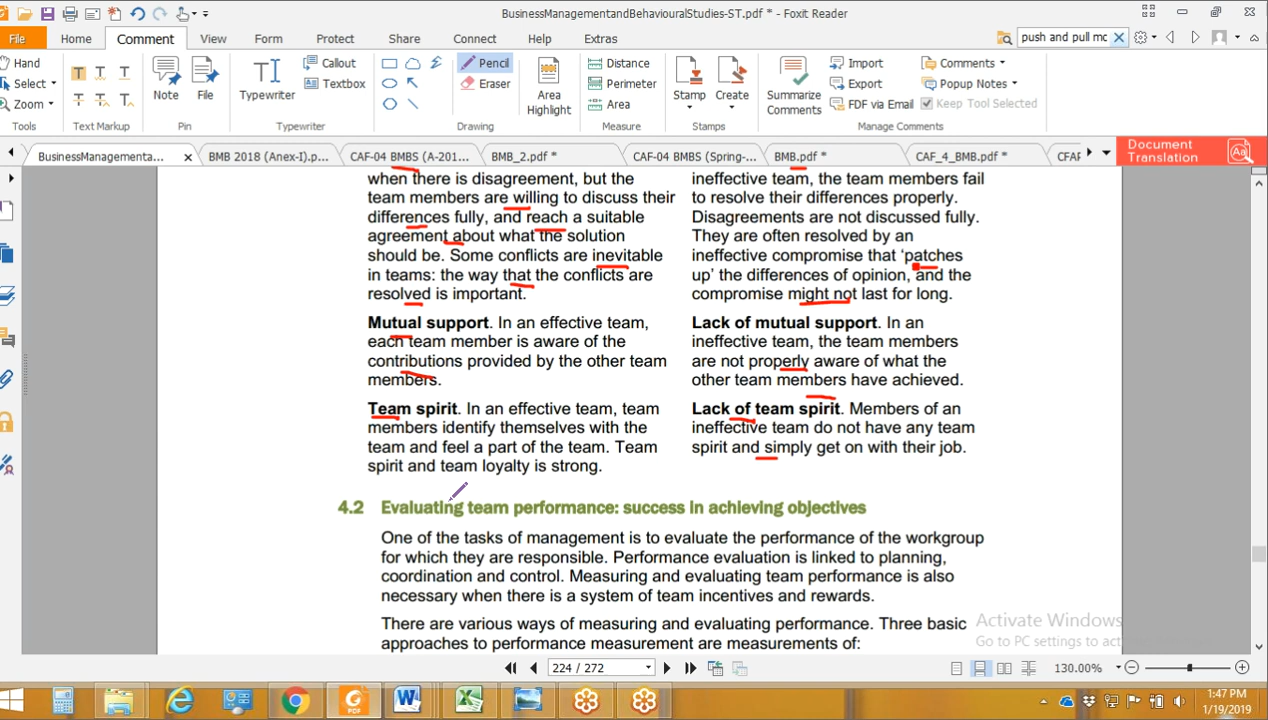 BusinessManagementandBehaviouralStudies-ST.pdf * - Foxit Reader
File Home Comment View Form Protect Share Connect Help Extras push and pull mc
Hand
Select
Zoom
Tools
Text Markup
Note
File
Pin
Typewriter
Callout
Textbox
Typewriter
Pencil
Eraser
Area Highlight
Drawing
Distance
Perimeter
Area
Measure
Stamp
Create
Stamps
Summarize Comments
Import
Export
FDF via Email
Comments
Popup Notes
Keep Tool Selected
Manage Comments
BusinessManagementa... BMB 2018 (Anex-I).p... CAF-04 BMBS (A-201... BMB_2.pdf * CAF-04 BMBS (Spring-... BMB.pdf * CAF_4_BMB.pdf * CFAF
Document Translation
when there is disagreement, but the
team members are willing to discuss their
differences fully, and reach a suitable
agreement about what the solution
should be. Some conflicts are inevitable
in teams: the way that the conflicts are
resolved is important.
Mutual support. In an effective team,
each team member is aware of the
contributions provided by the other team
members.
Team spirit. In an effective team, team
members identify themselves with the
team and feel a part of the team. Team
spirit and team loyalty is strong.
ineffective team, the team members fail
to resolve their differences properly.
Disagreements are not discussed fully.
They are often resolved by an
ineffective compromise that ‘patches
up’ the differences of opinion, and the
compromise might not last for long.
Lack of mutual support. In an
ineffective team, the team members
are not properly aware of what the
other team members have achieved.
Lack of team spirit. Members of an
ineffective team do not have any team
spirit and simply get on with their job.
4.2 Evaluating team performance: success in achieving objectives
One of the tasks of management is to evaluate the performance of the workgroup
for which they are responsible. Performance evaluation is linked to planning,
coordination and control. Measuring and evaluating team performance is also
necessary when there is a system of team incentives and rewards.
There are various ways of measuring and evaluating performance. Three basic
approaches to performance measurement are measurements of:
Activate Windows
Go to PC settings to act
224 / 272
130.00%
1:47 PM
1/19/2019